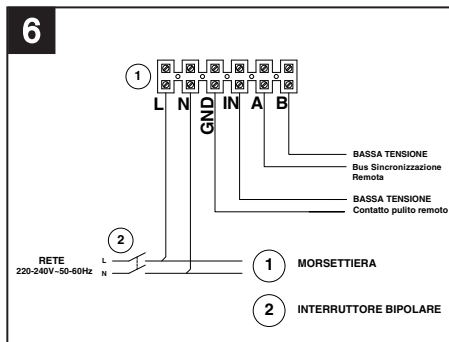 6
1
L N GND IN A B
BASSA TENSIONE
Bus Sincronizzazione
Remota
BASSA TENSIONE
Contatto pulito remoto
2
RETE
220-240V~50-60Hz
L
N
1 MORSETTIERA
2 INTERRUTTORE BIPOLARE